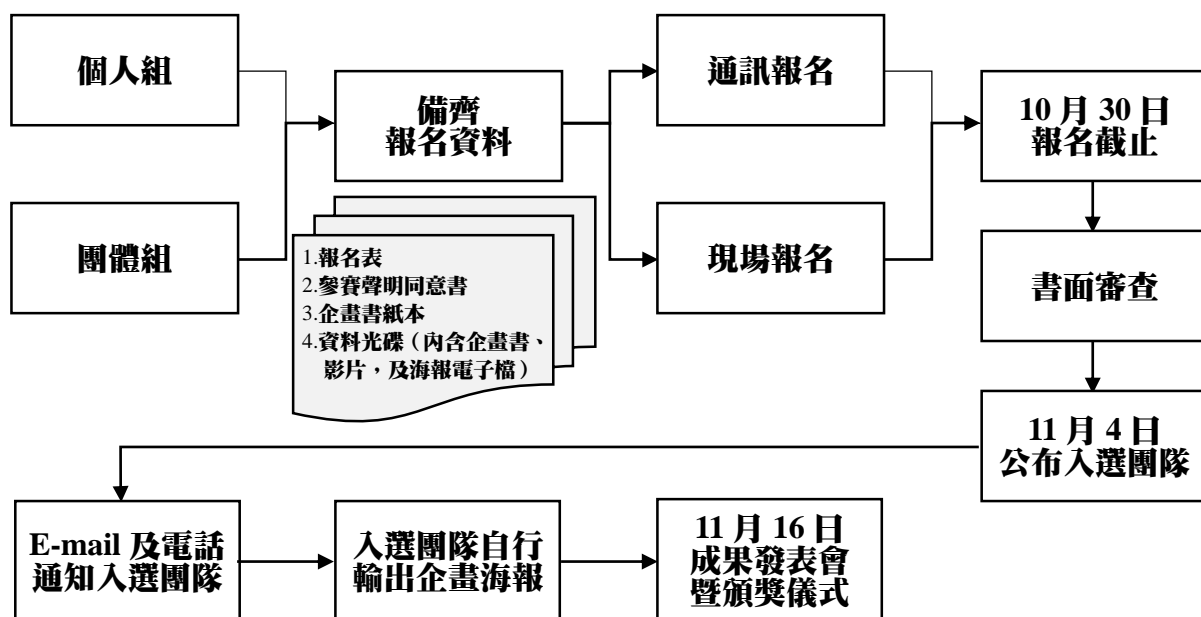 個人組
團體組
備齊
報名資料
1.報名表
2.參賽聲明同意書
3.企畫書紙本
4.資料光碟（內含企畫書、
影片，及海報電子檔）
通訊報名
現場報名
10 月 30 日
報名截止
書面審查
11 月 4 日
公布入選團隊
E-mail 及電話
通知入選團隊
入選團隊自行
輸出企畫海報
11 月 16 日
成果發表會
暨頒獎儀式